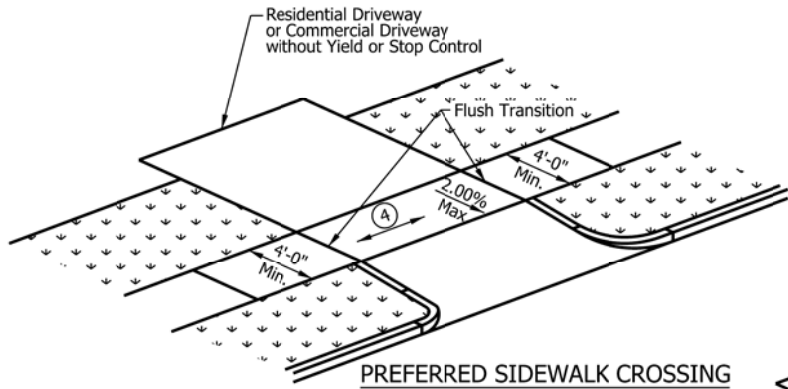 Residential Driveway
or Commercial Driveway
without Yield or Stop Control
Flush Transition
4'-0"
Min.
2.00%
Max.
4
4'-0"
Min.
PREFERRED SIDEWALK CROSSING